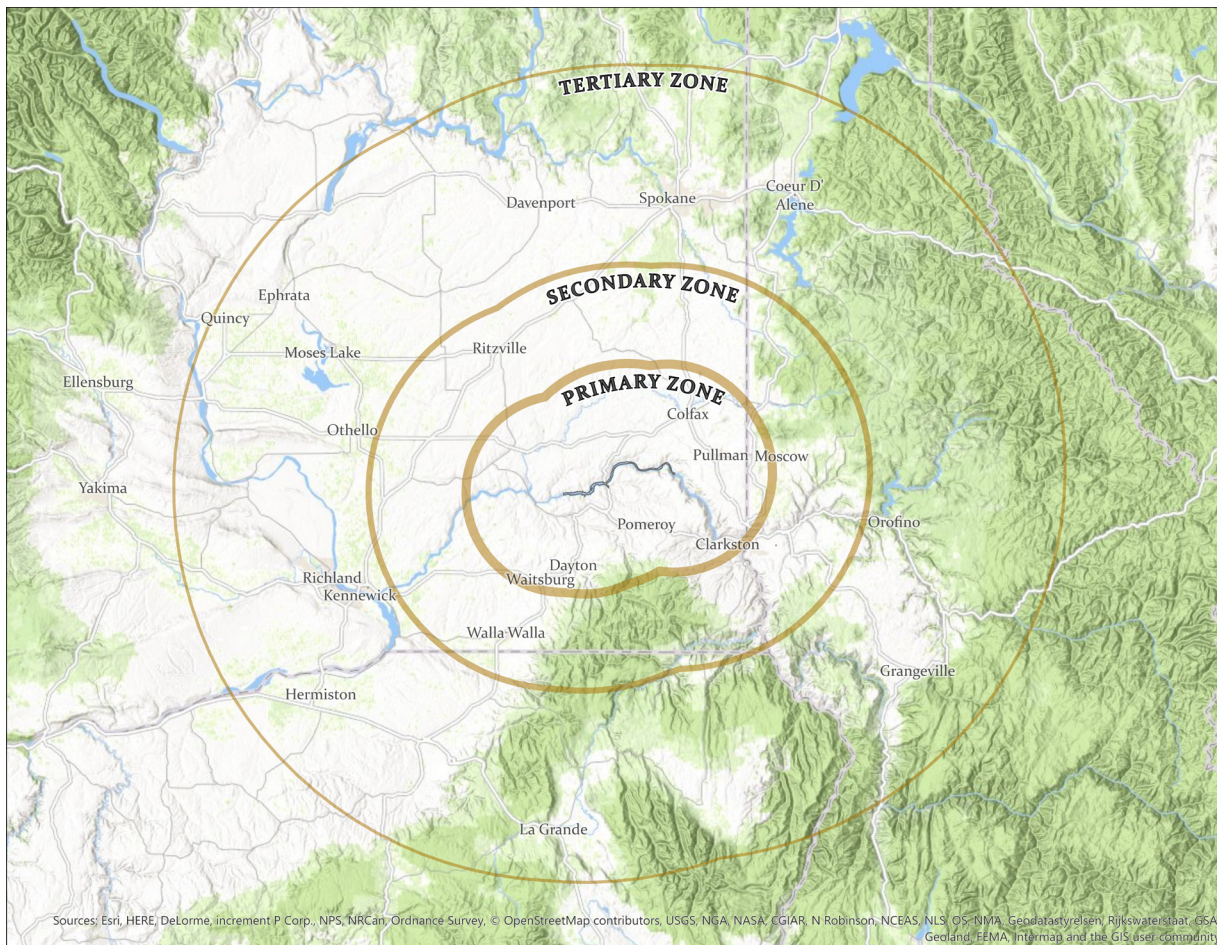 TERTIARY ZONE
Davenport
Spokane
Coeur D'
Alene
SECONDARY ZONE
Ephrata
Quincy
Moses Lake
Ritzville
Ellensburg
PRIMARY ZONE
Colfax
Othello
Pullman
Moscow
Yakima
Pomeroy
Orofino
Clarkston
Dayton
Richland
Waitsburg
Kennewick
Walla Walla
Grangeville
Hermiston
La Grande
Sources: Esri, HERE, DeLorme, increment P Corp., NPS, NRCan, Ordnance Survey, © OpenStreetMap contributors, USGS, NGA, NASA, CGIAR, N Robinson, NCEAS, NLS, OS, NMA, Geodatastyrelsen, Rijkswaterstaat, GSA,
Geoland, FEMA, Intermap and the GIS user community